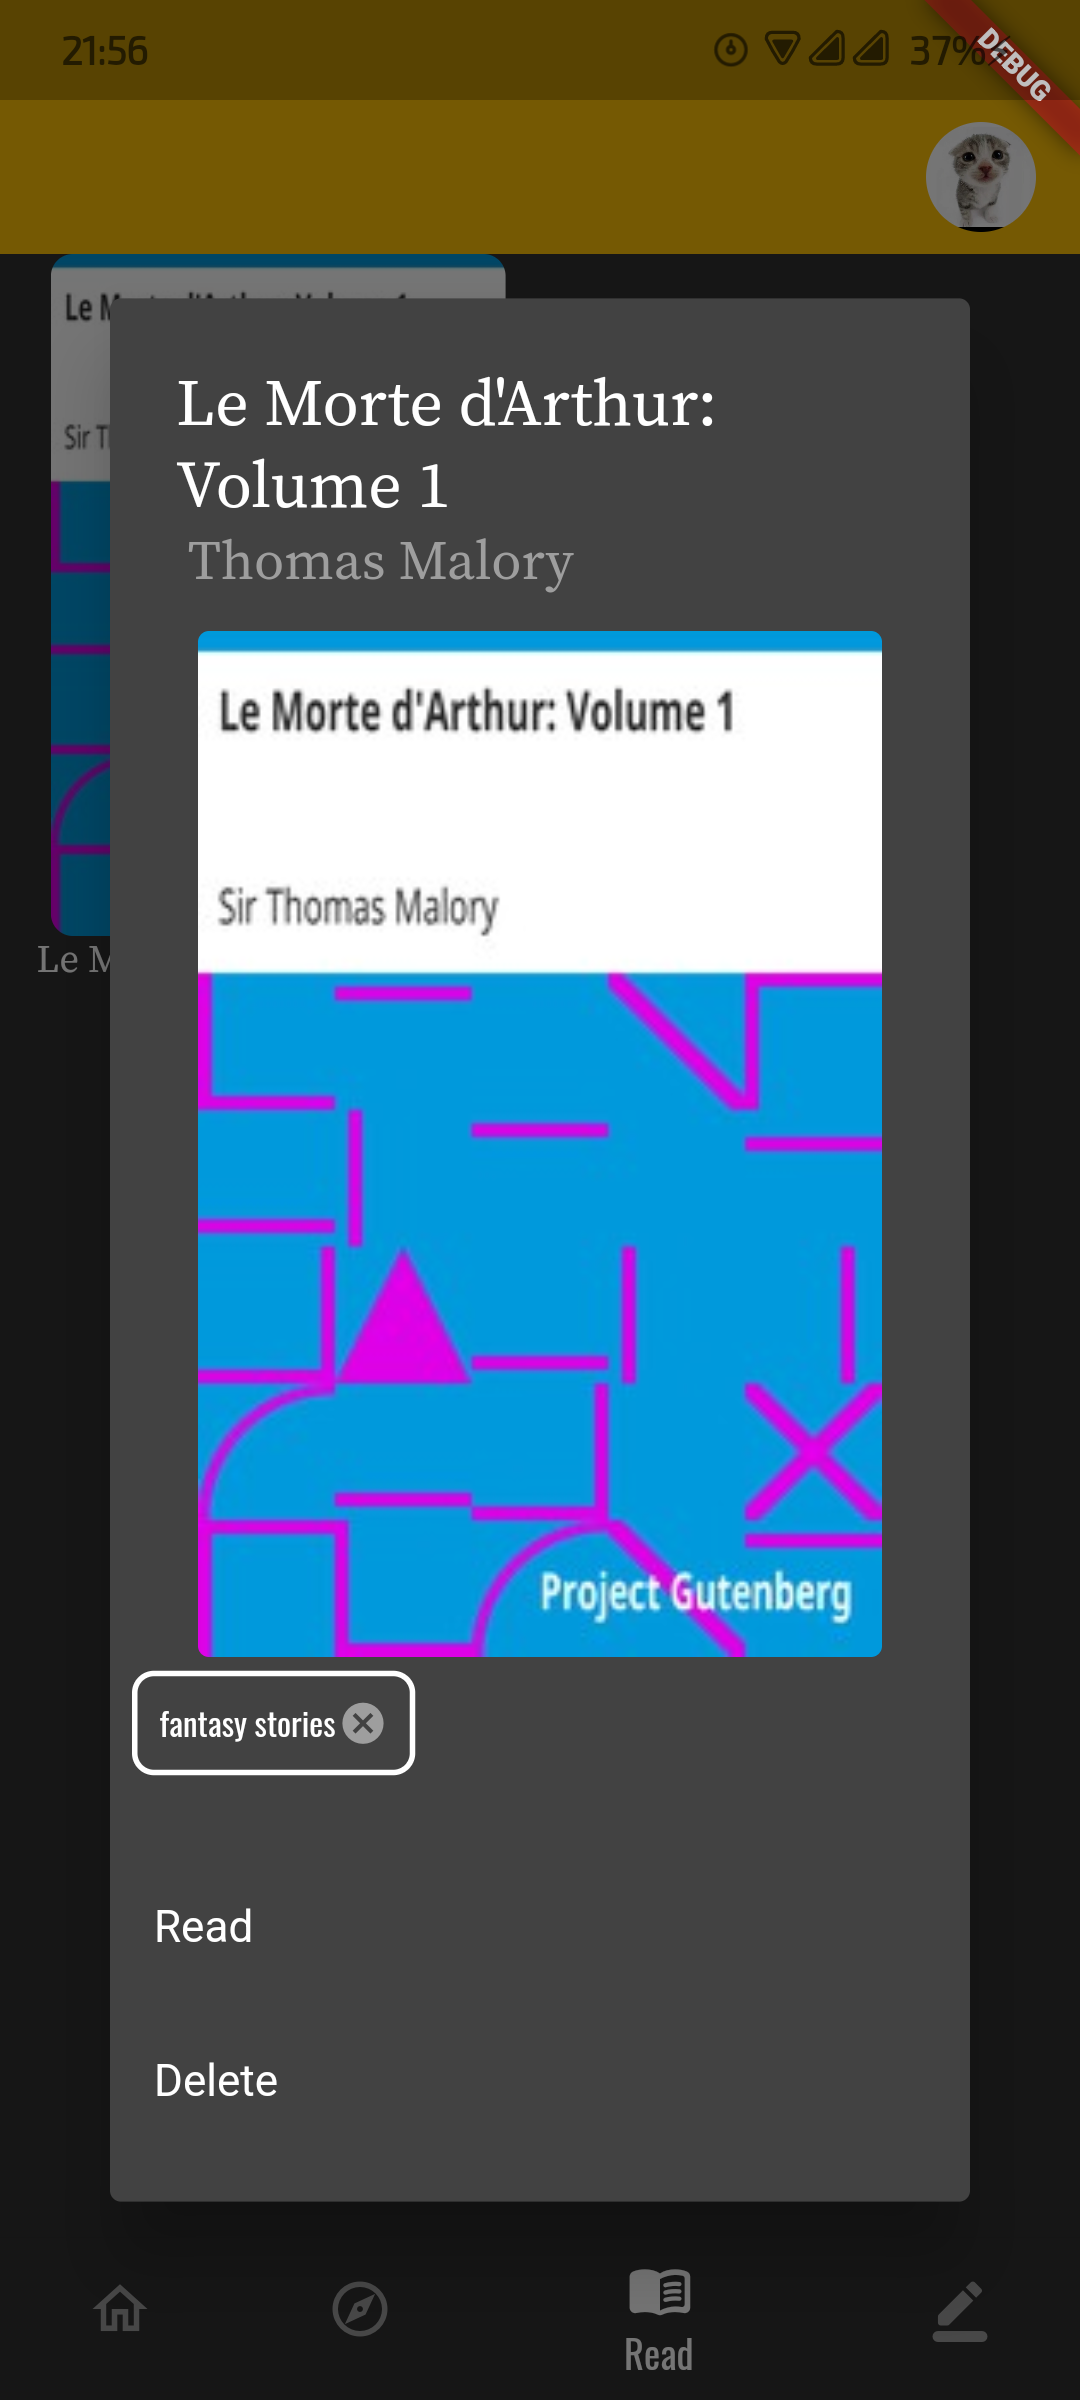 21:56
37%
DEBUG
Le M
Sir Th
Le M
Le Morte d'Arthur:
Volume 1
Thomas Malory
Le Morte d'Arthur: Volume 1
Sir Thomas Malory
Project Gutenberg
fantasy stories
Read
Delete
Read